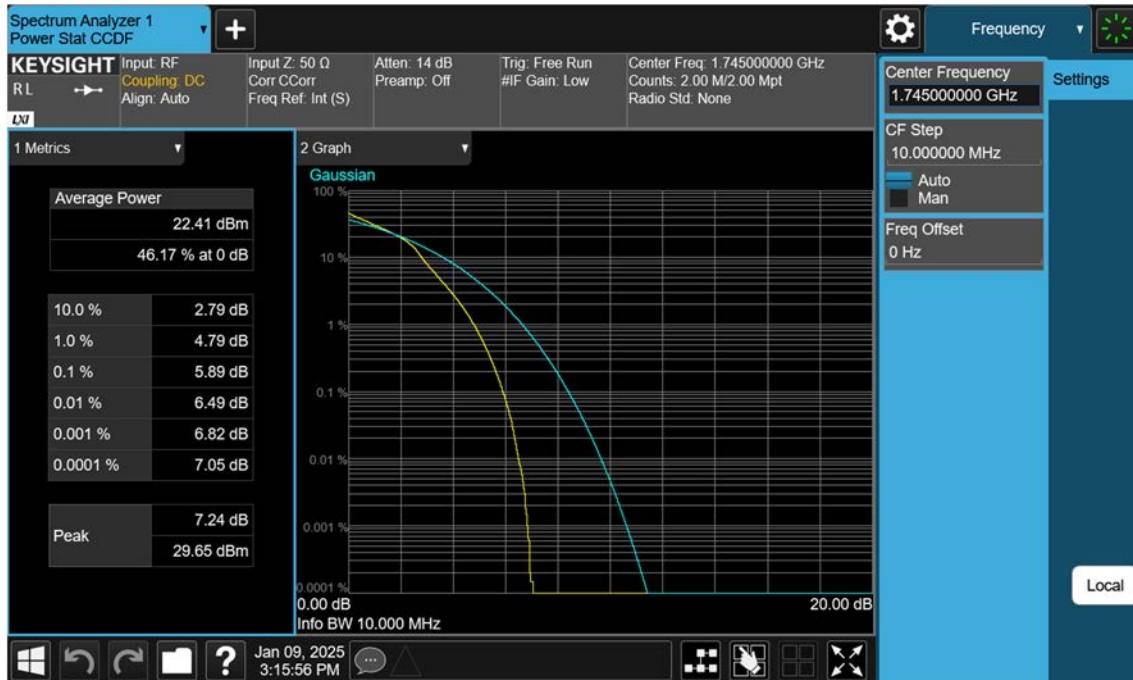 Spectrum Analyzer 1
Power Stat CCDF
Frequency
KEYSIGHT
R L
LXI
Input: RF
Coupling: DC
Align: Auto
Input Z: 50 Ω
Corr CCorr
Freq Ref: Int (S)
Atten: 14 dB
Preamp: Off
Trig: Free Run
#IF Gain: Low
Center Freq: 1.745000000 GHz
Counts: 2.00 M/2.00 Mpt
Radio Std: None
Center Frequency
1.745000000 GHz
Settings
CF Step
10.000000 MHz
Auto
Man
Freq Offset
0 Hz
1 Metrics
Average Power
22.41 dBm
46.17 % at 0 dB
10.0 % 2.79 dB
1.0 % 4.79 dB
0.1 % 5.89 dB
0.01 % 6.49 dB
0.001 % 6.82 dB
0.0001 % 7.05 dB
Peak
7.24 dB
29.65 dBm
2 Graph
Gaussian
100 %
10 %
1 %
0.1 %
0.01 %
0.001 %
0.0001 %
0.00 dB
20.00 dB
Info BW 10.000 MHz
Local
?
Jan 09, 2025
3:15:56 PM